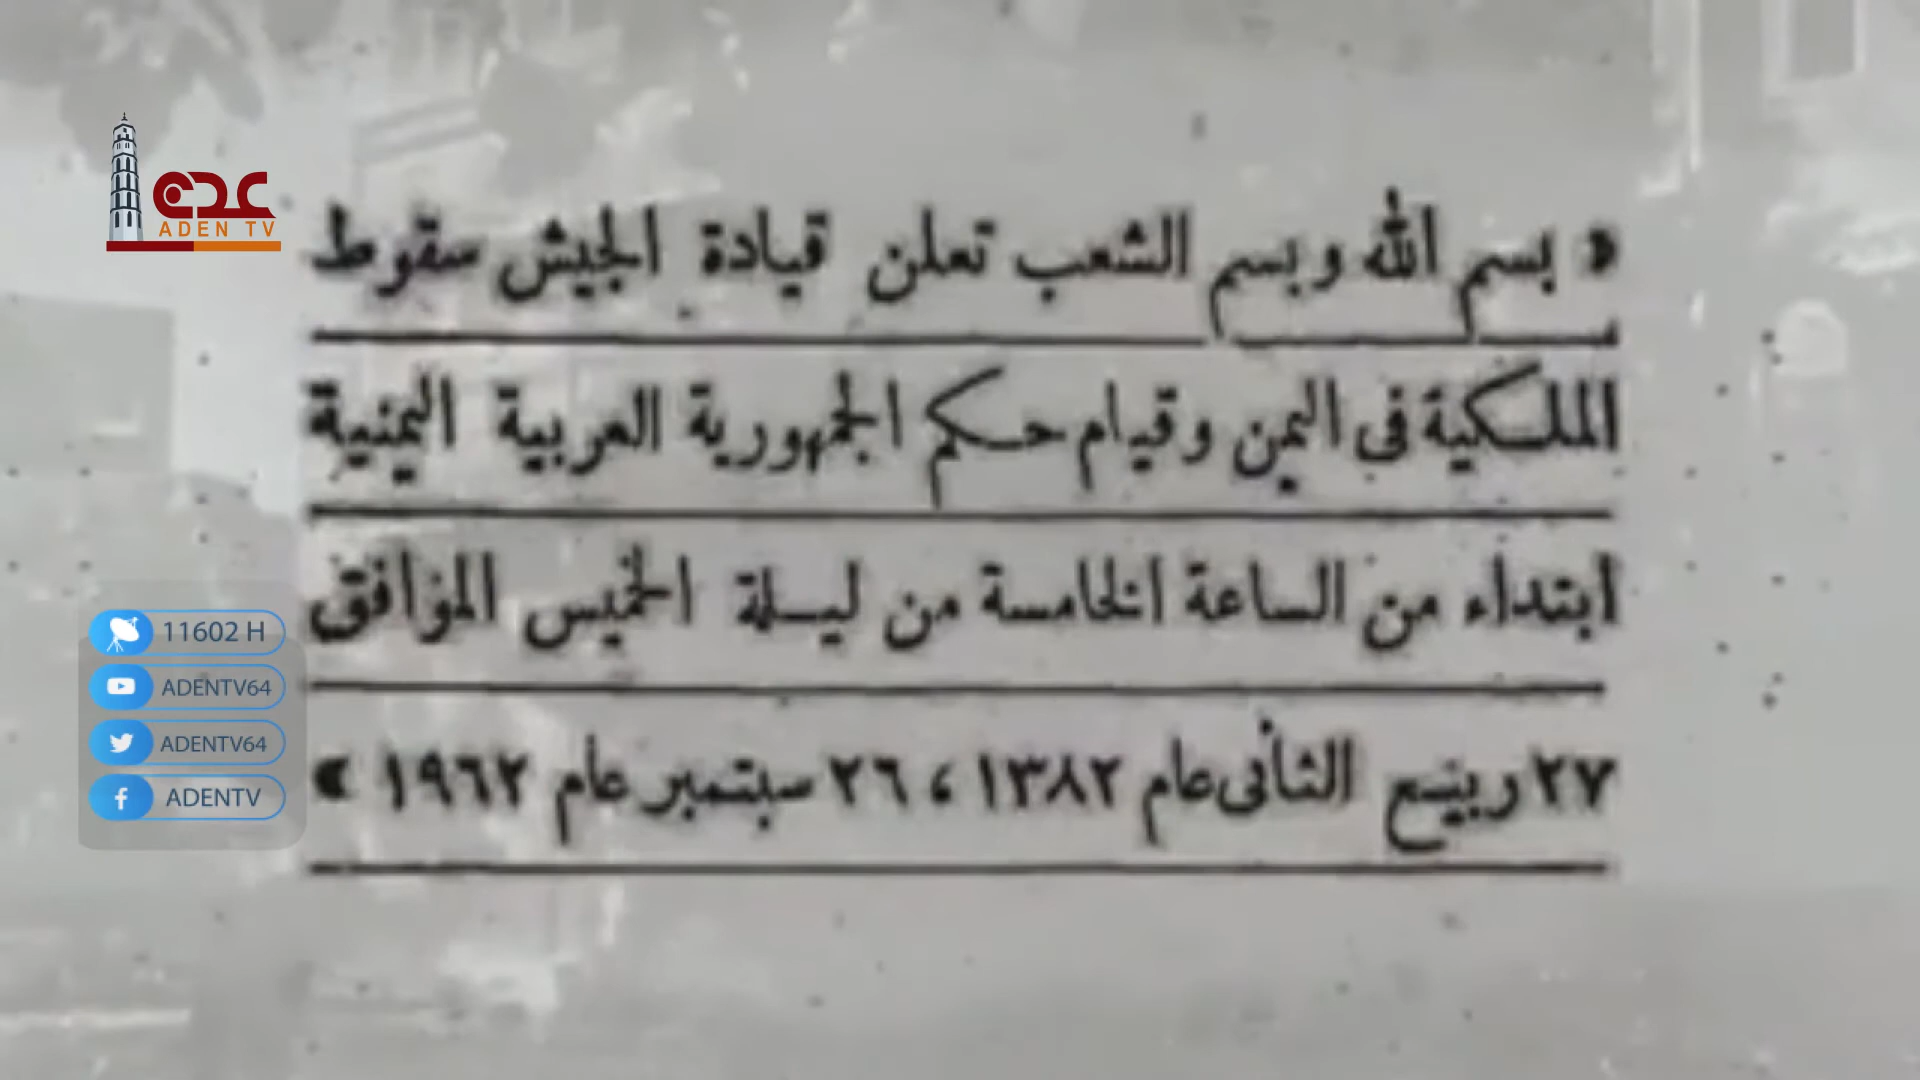 عدن
ADEN TV
« بسم الله وبسم الشعب تعلن قيادة الجيش سقوط
الملكية فى اليمن وقيام حكم الجمهورية العربية اليمنية
ابتداء من الساعة الخامسة من ليلة الخميس الموافق
٢٧ ربيع الثانى عام ١٣٨٢ ، ٢٦ سبتمبر عام ١٩٦٢ »
11602 H
ADENTV64
ADENTV64
ADENTV